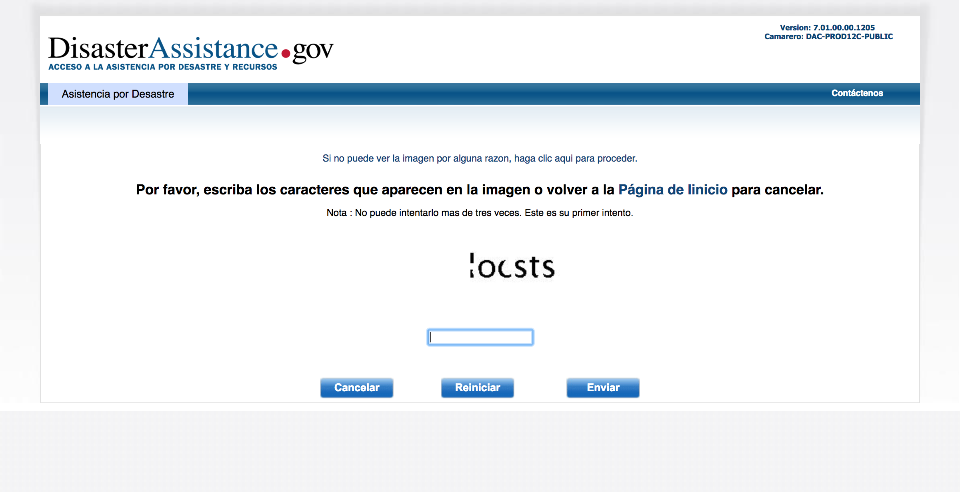 Version: 7.01.00.00.1205
Camarero: DAC-PROD12C-PUBLIC
DisasterAssistance.gov
ACCESO A LA ASISTENCIA POR DESASTRE Y RECURSOS
Asistencia por Desastre
Contáctenos
Si no puede ver la imagen por alguna razon, haga clic aqui para proceder.
Por favor, escriba los caracteres que aparecen en la imagen o volver a la Página de Iinicio para cancelar.
Nota : No puede intentarlo mas de tres veces. Este es su primer intento.
Cancelar
Reiniciar
Enviar